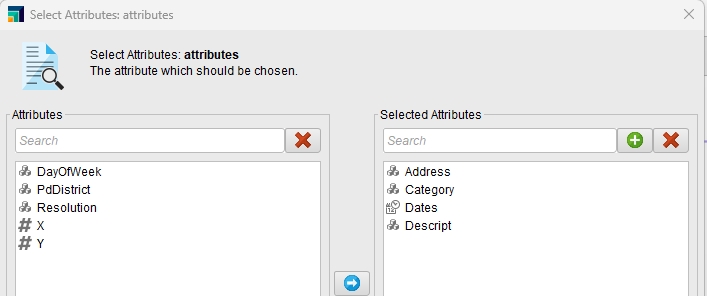 Select Attributes: attributes
Select Attributes: attributes
The attribute which should be chosen.
Attributes
Search
DayOfWeek
PdDistrict
Resolution
# X
# Y
Selected Attributes
Search
Address
Category
Dates
Descript